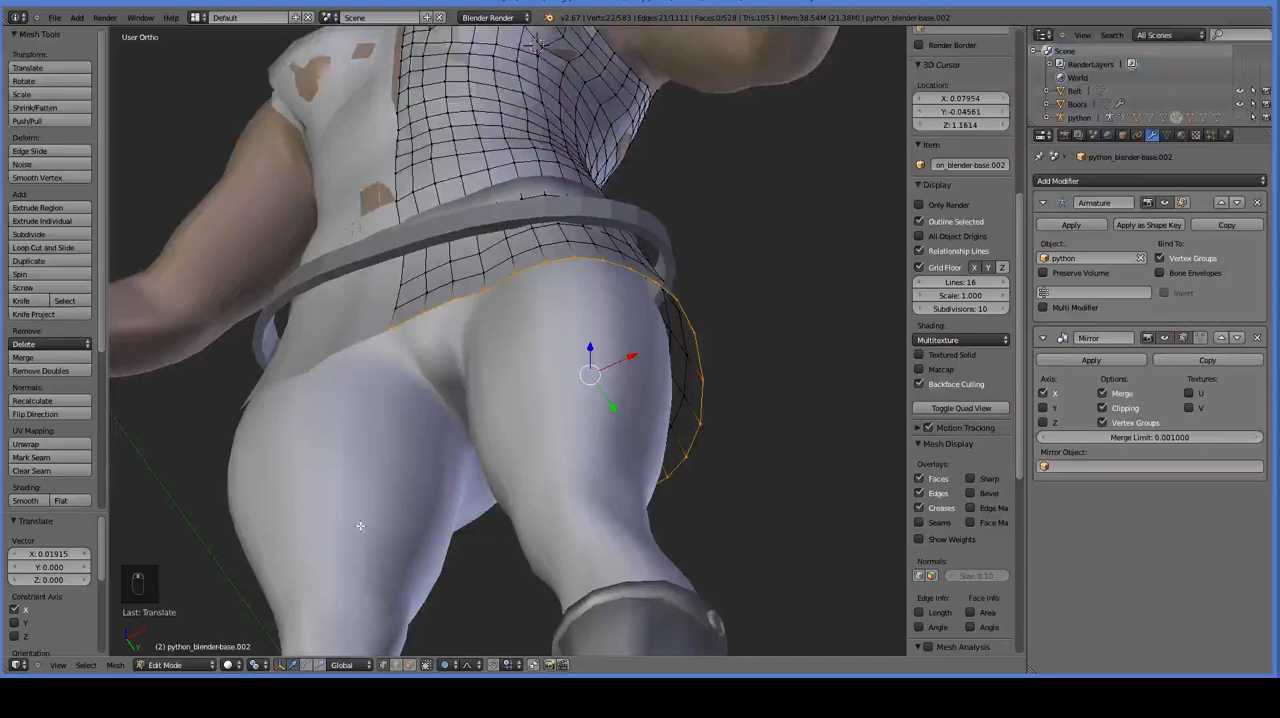 File Add Render Window Help Default Scene Blender Render v2.67 | Verts:22/583 | Edges:21/1111 | Faces:0/528 | Tris:1053 | Mem:38.54M (21.38M) | python_blender-base.002
Mesh Tools
Transform:
Translate
Rotate
Scale
Shrink/Fatten
Push/Pull
Deform:
Edge Slide
Noise
Smooth Vertex
Add:
Extrude Region
Extrude Individual
Subdivide
Loop Cut and Slide
Duplicate
Spin
Screw
Knife Select
Knife Project
Remove:
Delete
Merge
Remove Doubles
Normals:
Recalculate
Flip Direction
UV Mapping:
Unwrap
Mark Seam
Clear Seam
Shading:
Smooth Flat
Translate
Vector
X: 0.01915
Y: 0.000
Z: 0.000
Constraint Axis
X
Y
Z
Orientation
User Ortho
Last: Translate
(2) python_blender-base.002
View Select Mesh Edit Mode Global
Render Border
3D Cursor
Location:
X: 0.07954
Y: -0.04561
Z: 1.1614
Item
on_blender-base.002
Display
Only Render
Outline Selected
All Object Origins
Relationship Lines
Grid Floor X Y Z
Lines: 16
Scale: 1.000
Subdivisions: 10
Shading:
Multitexture
Textured Solid
Matcap
Backface Culling
Toggle Quad View
Motion Tracking
Mesh Display
Overlays:
Faces Sharp
Edges Bevel
Creases Edge Ma
Seams Face Ma
Show Weights
Normals:
Size: 0.10
Edge Info: Face Info:
Length Area
Angle Angle
Mesh Analysis
View Search All Scenes
Scene
RenderLayers
World
Belt
Boots
python
python_blender-base.002
Add Modifier
Armature
Apply Apply as Shape Key Copy
Object: Bind To:
python Vertex Groups
Preserve Volume Bone Envelopes
Invert
Multi Modifier
Mirror
Apply Copy
Axis: Options: Textures:
X Merge U
Y Clipping V
Z Vertex Groups
Merge Limit: 0.001000
Mirror Object: